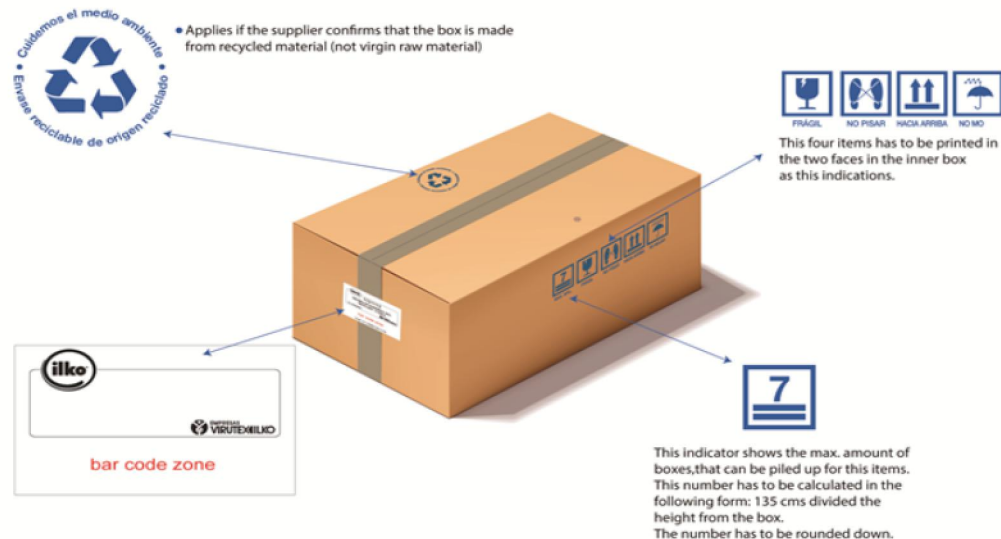 Cuidemos el medio ambiente
Envase reciclable de origen reciclado
• Applies if the supplier confirms that the box is made
from recycled material (not virgin raw material)
FRÁGIL NO PISAR HACIA ARRIBA NO MO
This four items has to be printed in
the two faces in the inner box
as this indications.
7
ilko
EMPRESAS
VIRUTEX ILKO
bar code zone
7
This indicator shows the max. amount of
boxes,that can be piled up for this items.
This number has to be calculated in the
following form: 135 cms divided the
height from the box.
The number has to be rounded down.